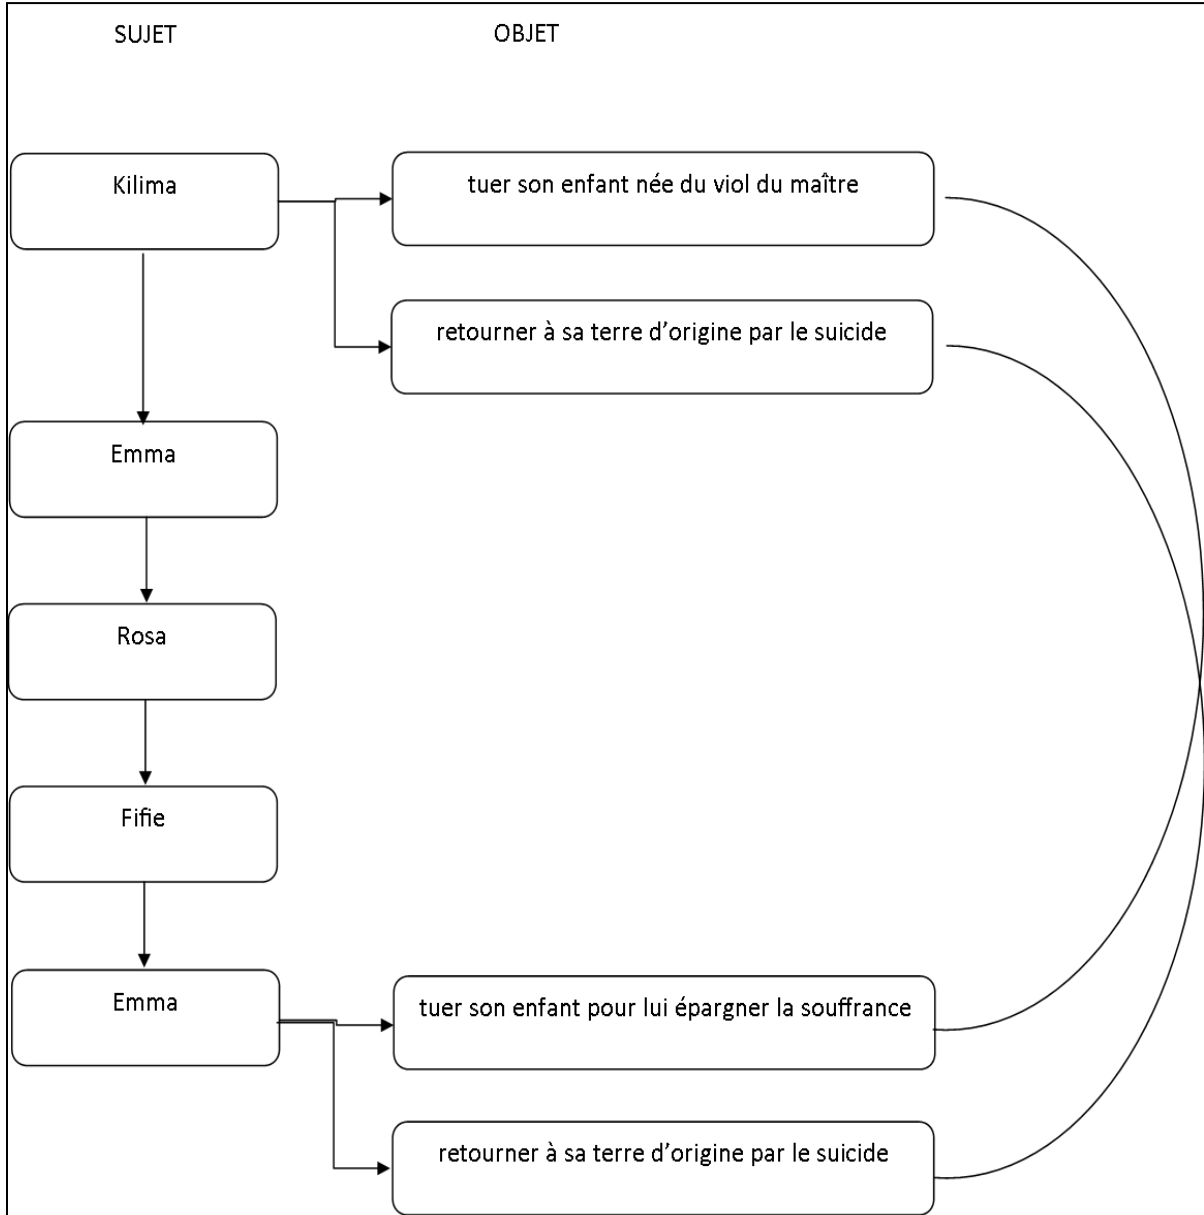 SUJET OBJET
Kilima
tuer son enfant née du viol du maître
retourner à sa terre d’origine par le suicide
Emma
Rosa
Fifie
Emma
tuer son enfant pour lui épargner la souffrance
retourner à sa terre d’origine par le suicide